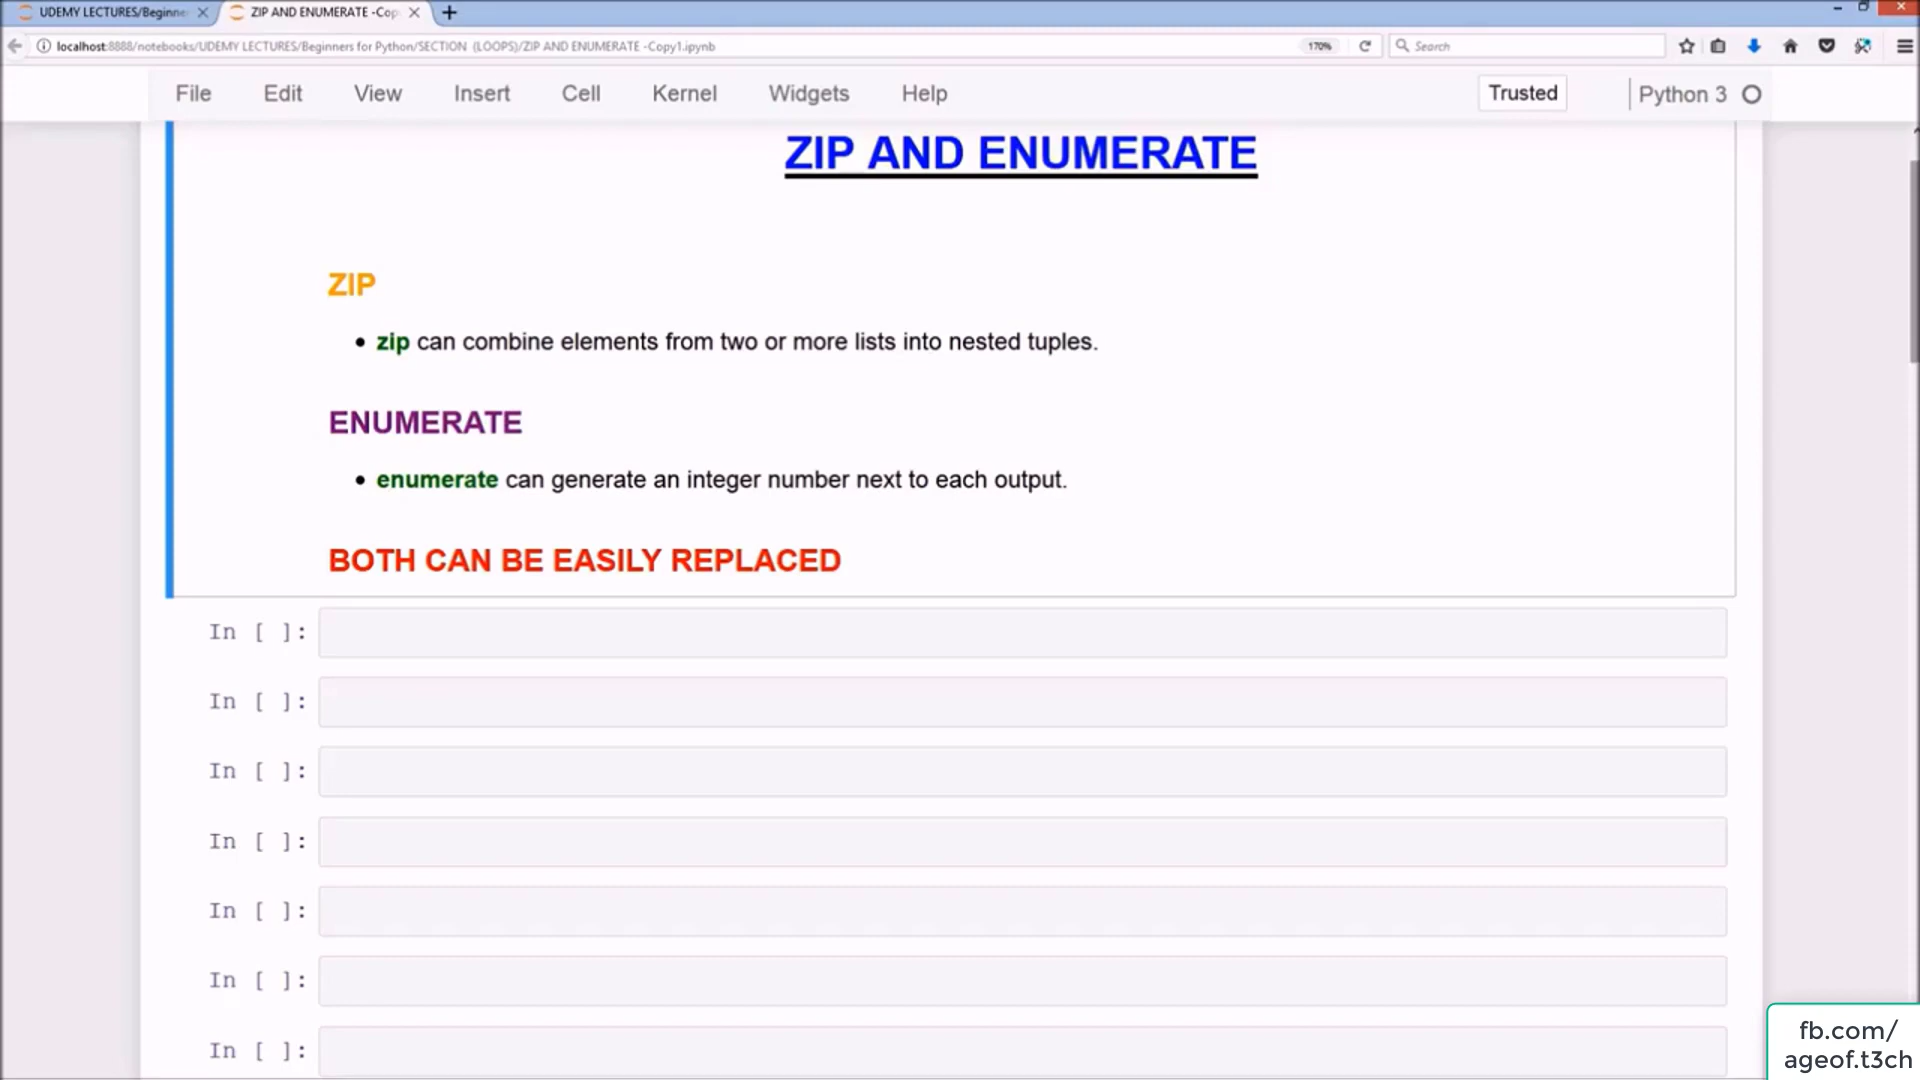 UDEMY LECTURES/Beginne
ZIP AND ENUMERATE -Cop
localhost:8888/notebooks/UDEMY LECTURES/Beginners for Python/SECTION (LOOPS)/ZIP AND ENUMERATE -Copy1.ipynb
170%
Search
File Edit View Insert Cell Kernel Widgets Help
Trusted
Python 3
ZIP AND ENUMERATE
ZIP
• zip can combine elements from two or more lists into nested tuples.
ENUMERATE
• enumerate can generate an integer number next to each output.
BOTH CAN BE EASILY REPLACED
In [ ]:
In [ ]:
In [ ]:
In [ ]:
In [ ]:
In [ ]:
In [ ]:
fb.com/
ageof.t3ch